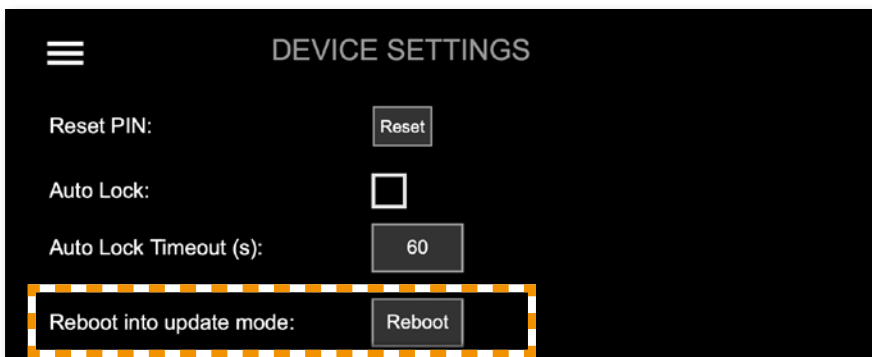 DEVICE SETTINGS
Reset PIN: Reset
Auto Lock:
Auto Lock Timeout (s): 60
Reboot into update mode: Reboot